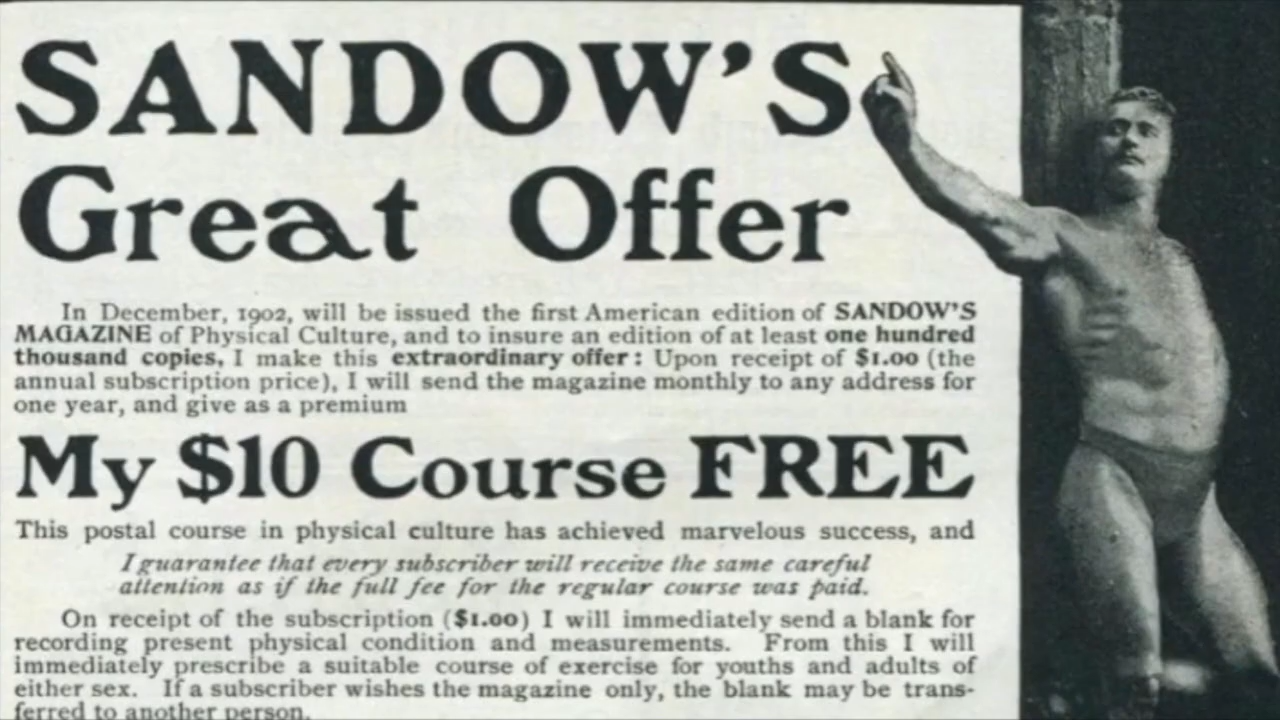 SANDOW'S
Great Offer
In December, 1902, will be issued the first American edition of SANDOW'S
MAGAZINE of Physical Culture, and to insure an edition of at least one hundred
thousand copies, I make this extraordinary offer: Upon receipt of $1.00 (the
annual subscription price), I will send the magazine monthly to any address for
one year, and give as a premium
My $10 Course FREE
This postal course in physical culture has achieved marvelous success, and
I guarantee that every subscriber will receive the same careful
attention as if the full fee for the regular course was paid.
On receipt of the subscription ($1.00) I will immediately send a blank for
recording present physical condition and measurements. From this I will
immediately prescribe a suitable course of exercise for youths and adults of
either sex. If a subscriber wishes the magazine only, the blank may be trans-
ferred to another person.